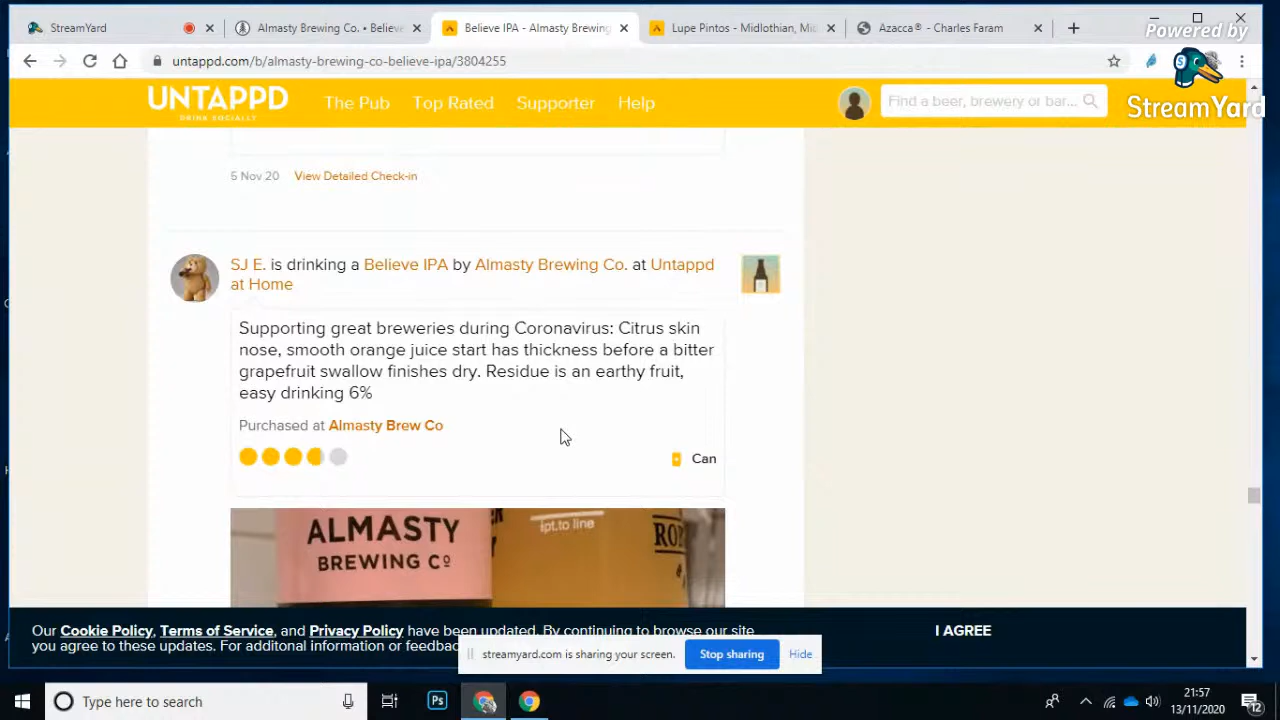 StreamYard
Almasty Brewing Co. • Believe
Believe IPA - Almasty Brewing
Lupe Pintos - Midlothian, Mid
Azacca® - Charles Faram
Powered by
StreamYard
untappd.com/b/almasty-brewing-co-believe-ipa/3804255
UNTAPPD
DRINK SOCIALLY
The Pub
Top Rated
Supporter
Help
Find a beer, brewery or bar...
5 Nov 20
View Detailed Check-in
SJ E. is drinking a Believe IPA by Almasty Brewing Co. at Untappd
at Home
Supporting great breweries during Coronavirus: Citrus skin
nose, smooth orange juice start has thickness before a bitter
grapefruit swallow finishes dry. Residue is an earthy fruit,
easy drinking 6%
Purchased at Almasty Brew Co
Can
ALMASTY
BREWING Cº
1pt.to line
Our Cookie Policy, Terms of Service, and Privacy Policy have been updated. By continuing to browse our site
you agree to these updates. For additonal information or feedbac
I AGREE
streamyard.com is sharing your screen.
Stop sharing
Hide
Type here to search
Ps
21:57
13/11/2020
12